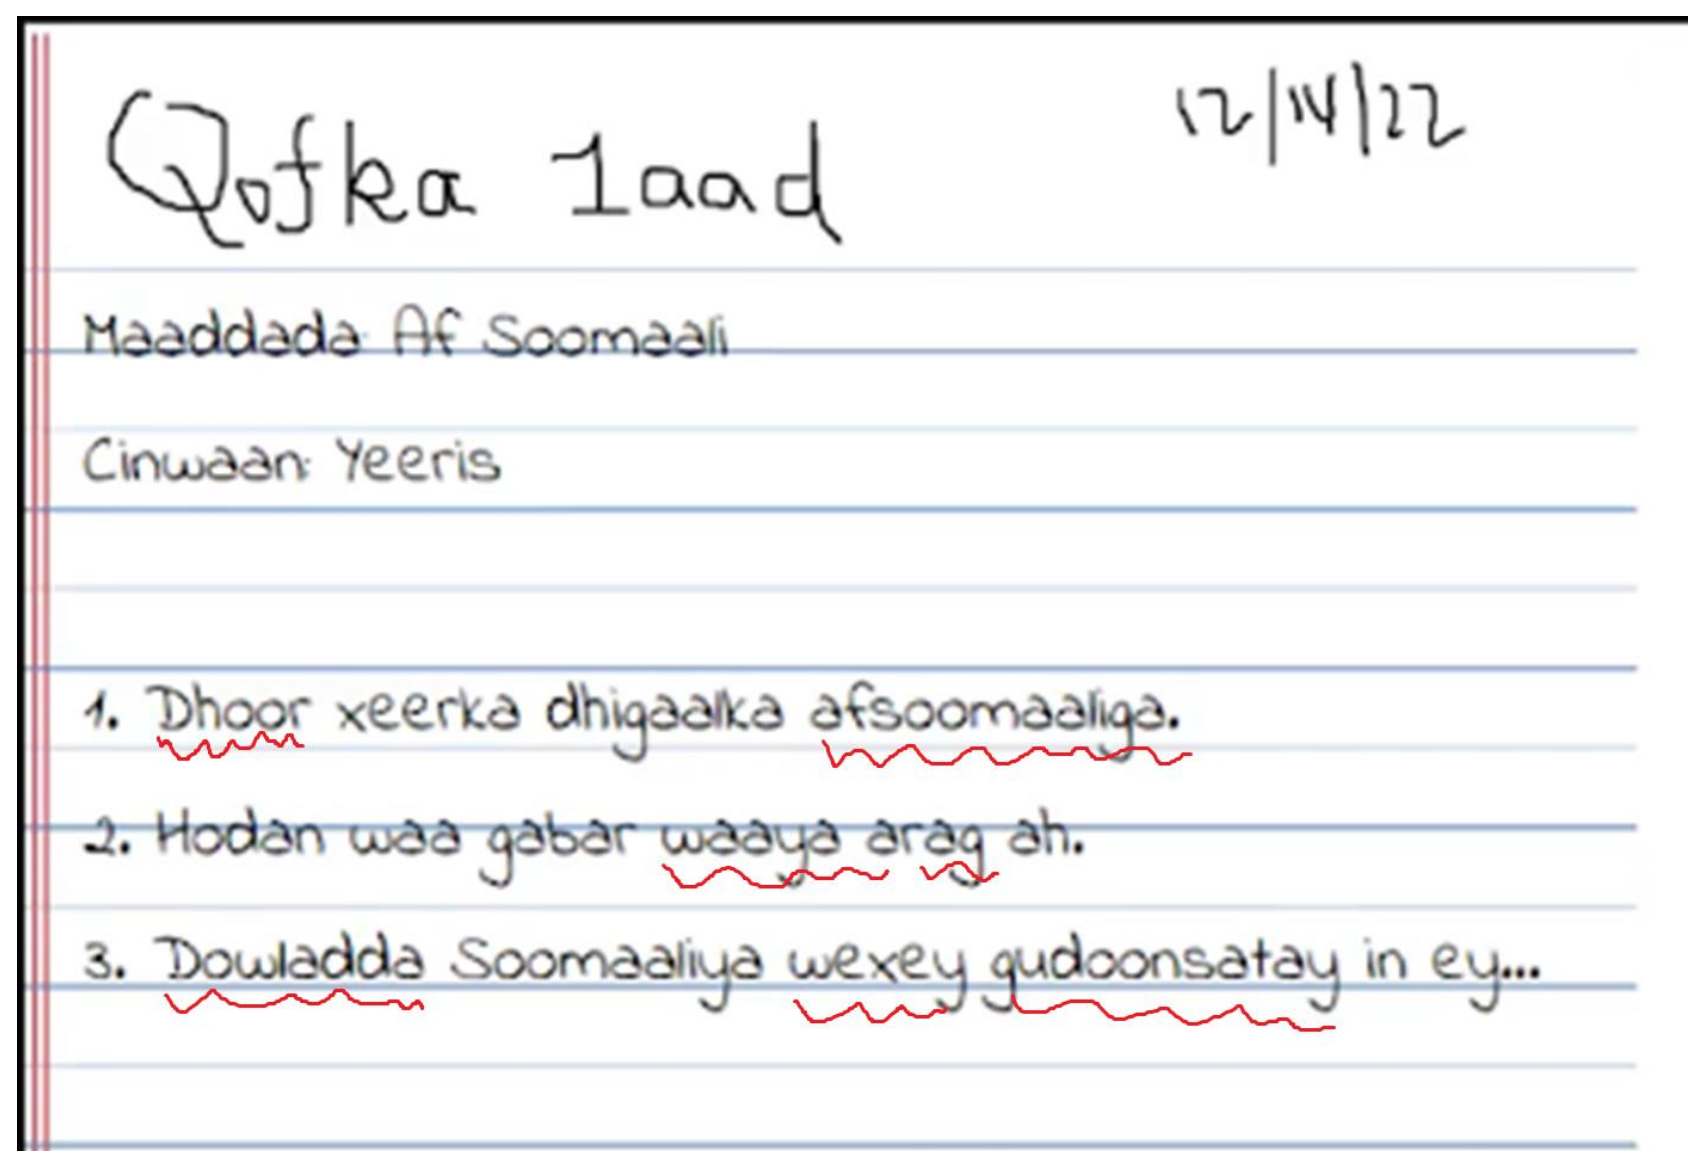 Qofka 1aad 12/14/22
Maaddada: Af Soomaali
Cinwaan: Yeeris
1. Dhoor xeerka dhigaalka afsoomaaliga.
2. Hodan waa gabar waaya arag ah.
3. Dowladda Soomaaliya wexey gudoonsatay in ey...